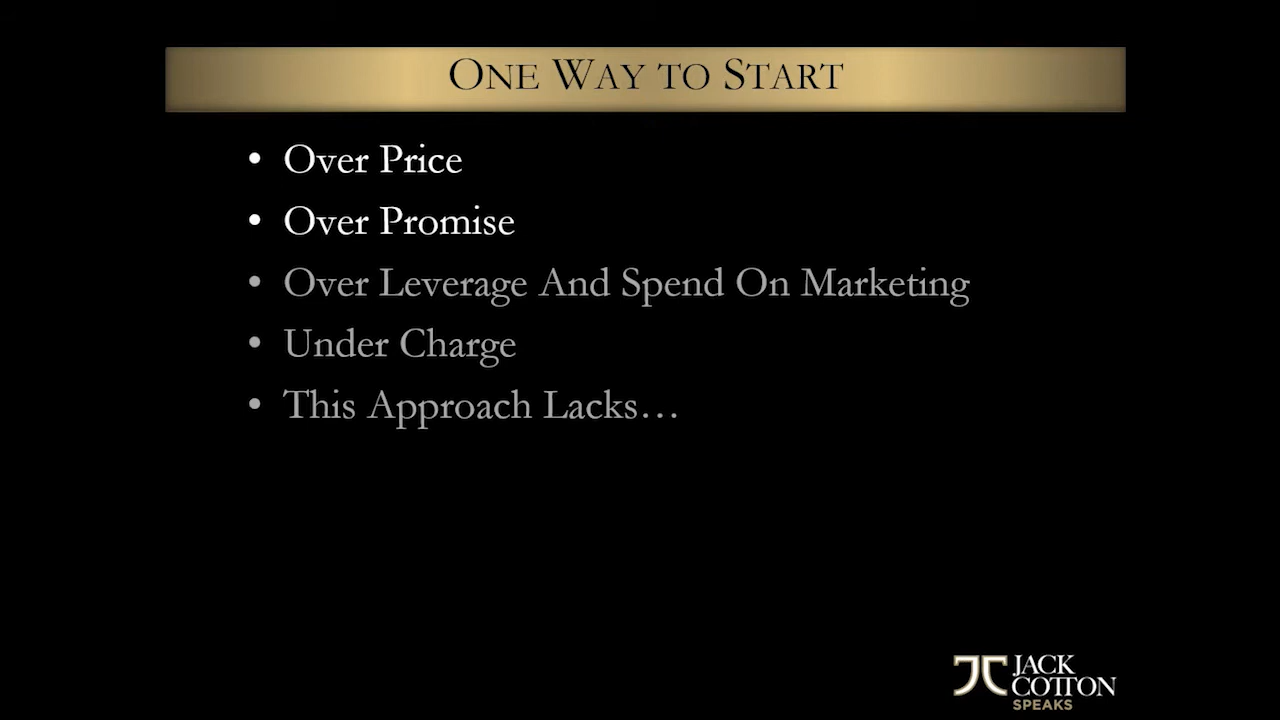 ONE WAY TO START
• Over Price
• Over Promise
• Over Leverage And Spend On Marketing
• Under Charge
• This Approach Lacks…
JACK
COTTON
SPEAKS